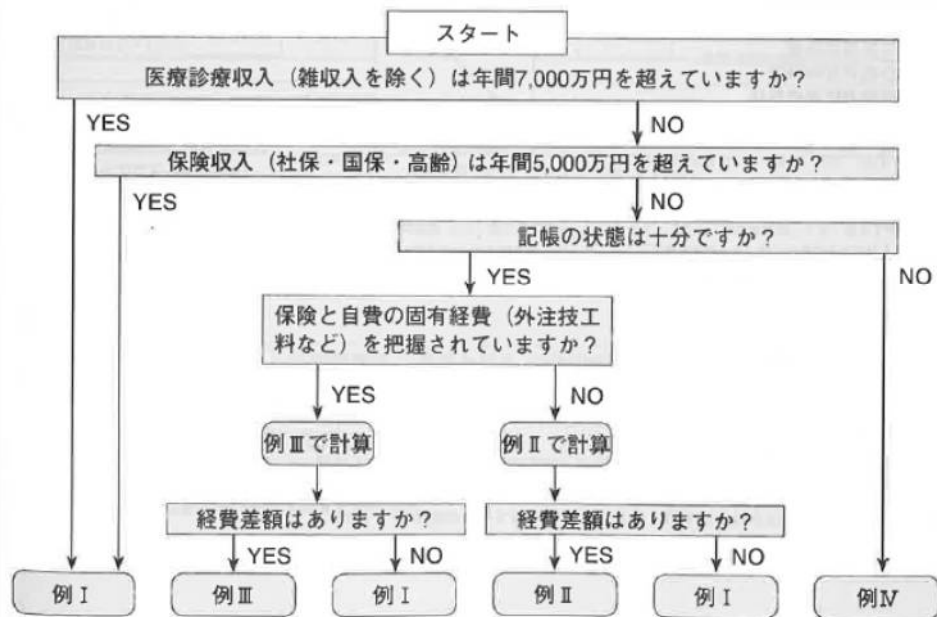 スタート
医療診療収入（雑収入を除く）は年間7,000万円を超えていますか？
YES
NO
保険収入（社保・国保・高齢）は年間5,000万円を超えていますか？
YES
NO
記帳の状態は十分ですか？
YES
NO
保険と自費の固有経費（外注技工
料など）を把握されていますか？
YES
NO
例Ⅲで計算
例Ⅱで計算
経費差額はありますか？
経費差額はありますか？
YES
NO
YES
NO
例Ⅰ
例Ⅲ
例Ⅰ
例Ⅱ
例Ⅰ
例Ⅳ